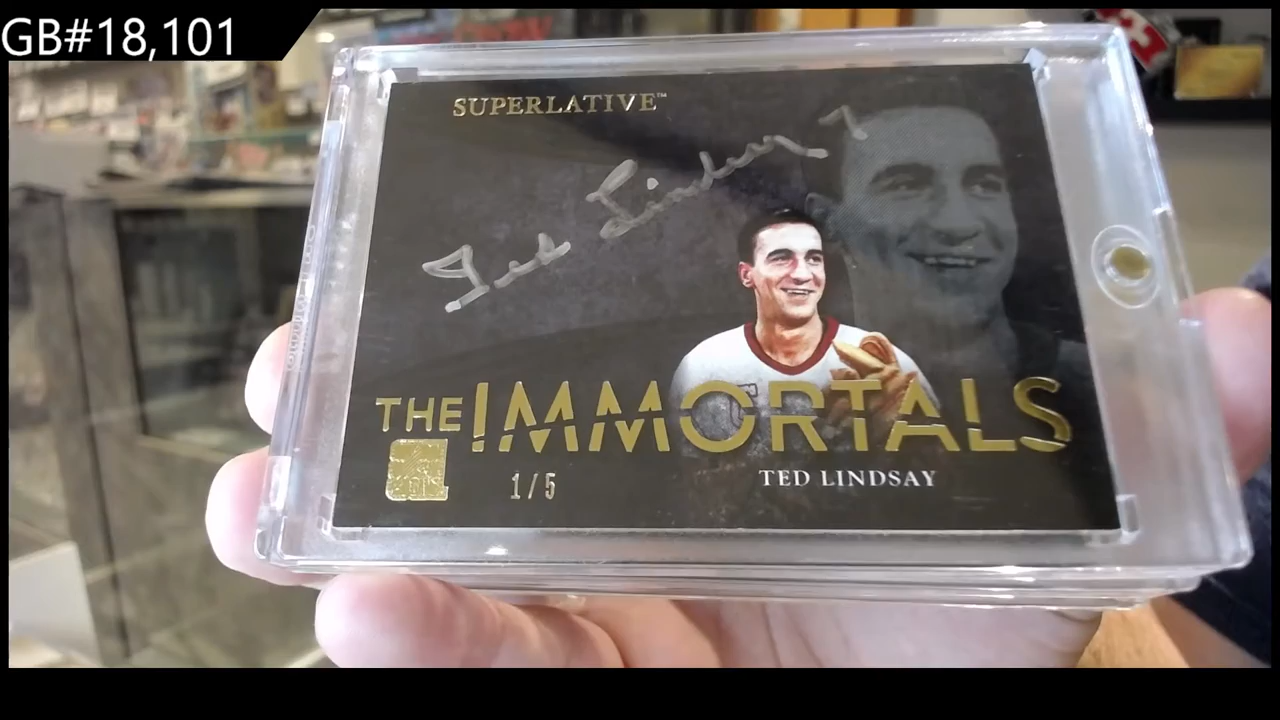 GB#18,101
SUPERLATIVE™
Ted Lindsay 7
THE IMMORTALS
1/5
TED LINDSAY